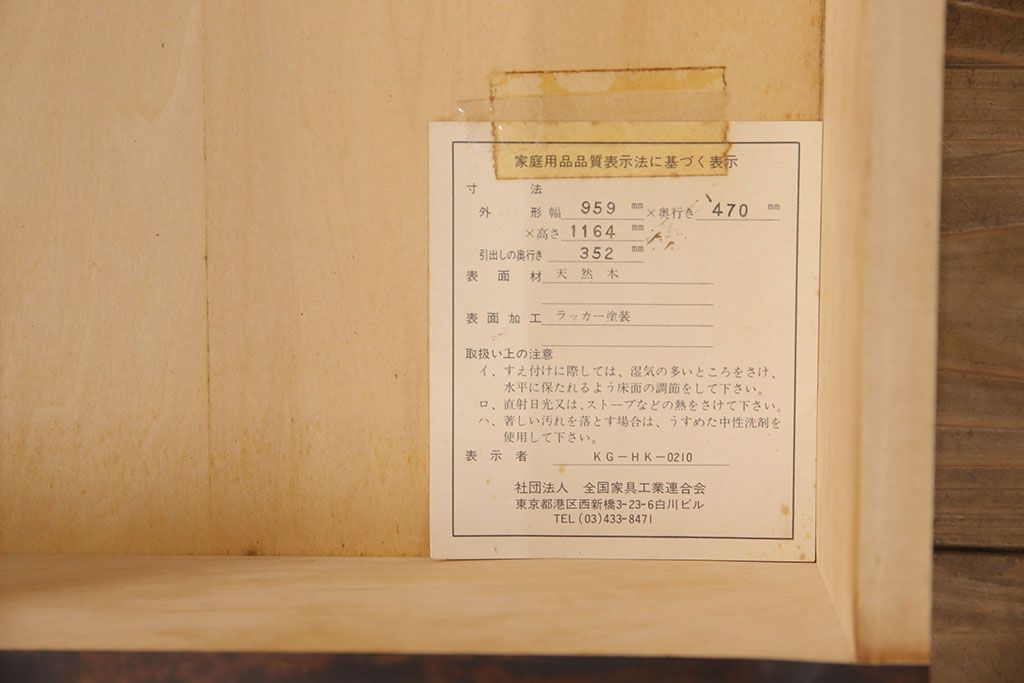 家庭用品品質表示法に基づく表示
寸法
外形幅 959 mm ×奥行き 470 mm
×高さ 1164 mm
引出しの奥行き 352 mm
表面材 天然木
表面加工 ラッカー塗装
取扱い上の注意
イ、すえ付けに際しては、湿気の多いところをさけ、
水平に保たれるよう床面の調節をして下さい。
ロ、直射日光又は、ストーブなどの熱をさけて下さい。
ハ、著しい汚れを落とす場合は、うすめた中性洗剤を
使用して下さい。
表示者 KG-HK-0210
社団法人 全国家具工業連合会
東京都港区西新橋3-23-6白川ビル
TEL(03)433-8471